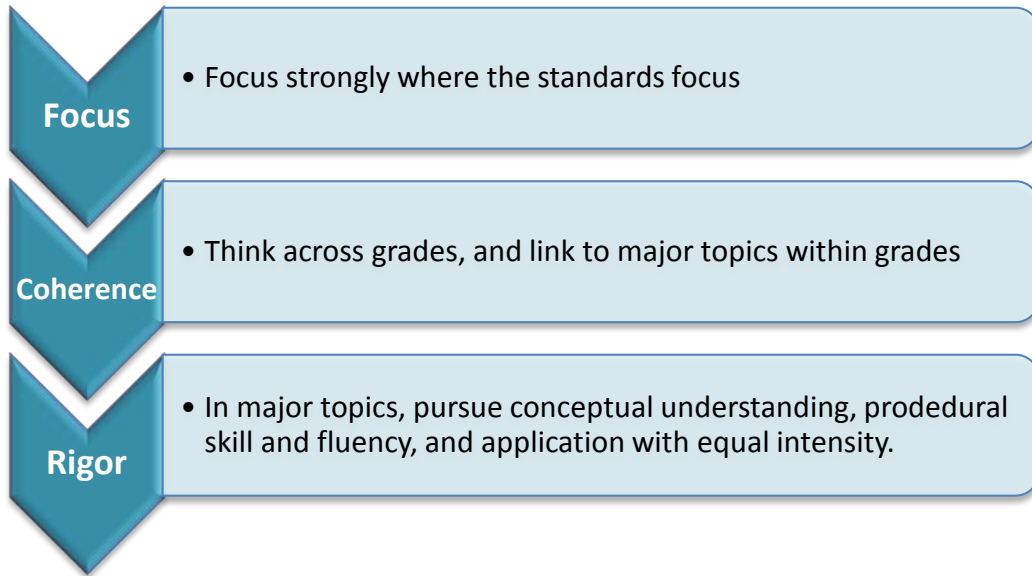 Focus
• Focus strongly where the standards focus
Coherence
• Think across grades, and link to major topics within grades
Rigor
• In major topics, pursue conceptual understanding, prodedural
skill and fluency, and application with equal intensity.